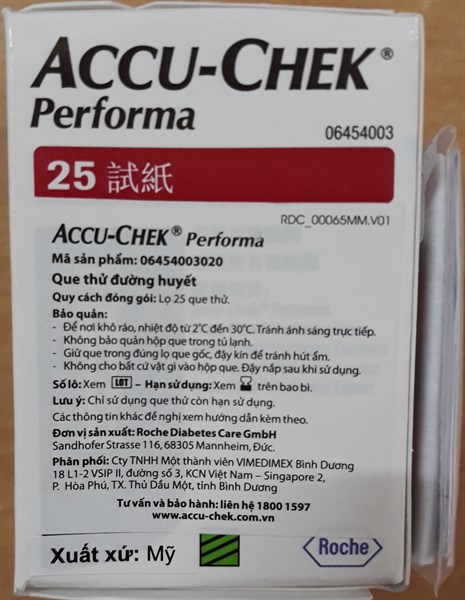 ACCU-CHEK®
Performa
06454003
25 試紙
RDC_00065MM.V01
ACCU-CHEK® Performa
Mã sản phẩm: 06454003020
Que thử đường huyết
Quy cách đóng gói: Lọ 25 que thử.
Bảo quản:
- Để nơi khô ráo, nhiệt độ từ 2°C đến 30°C. Tránh ánh sáng trực tiếp.
- Không bảo quản hộp que trong tủ lạnh.
- Giữ que trong đúng lọ que gốc, đậy kín để tránh hút ẩm.
- Không cho bất cứ vật gì vào hộp que. Đậy nắp sau khi sử dụng.
Số lô: Xem LOT – Hạn sử dụng: Xem trên bao bì.
Lưu ý: Chỉ sử dụng que thử còn hạn sử dụng.
Các thông tin khác đề nghị xem hướng dẫn kèm theo.
Đơn vị sản xuất: Roche Diabetes Care GmbH
Sandhofer Strasse 116, 68305 Mannheim, Đức.
Phân phối: Cty TNHH Một thành viên VIMEDIMEX Bình Dương
18 L1-2 VSIP II, đường số 3, KCN Việt Nam – Singapore 2,
P. Hòa Phú, TX. Thủ Dầu Một, tỉnh Bình Dương
Tư vấn và bảo hành: liên hệ 1800 1597
www.accu-chek.com.vn
Xuất xứ: Mỹ
Roche